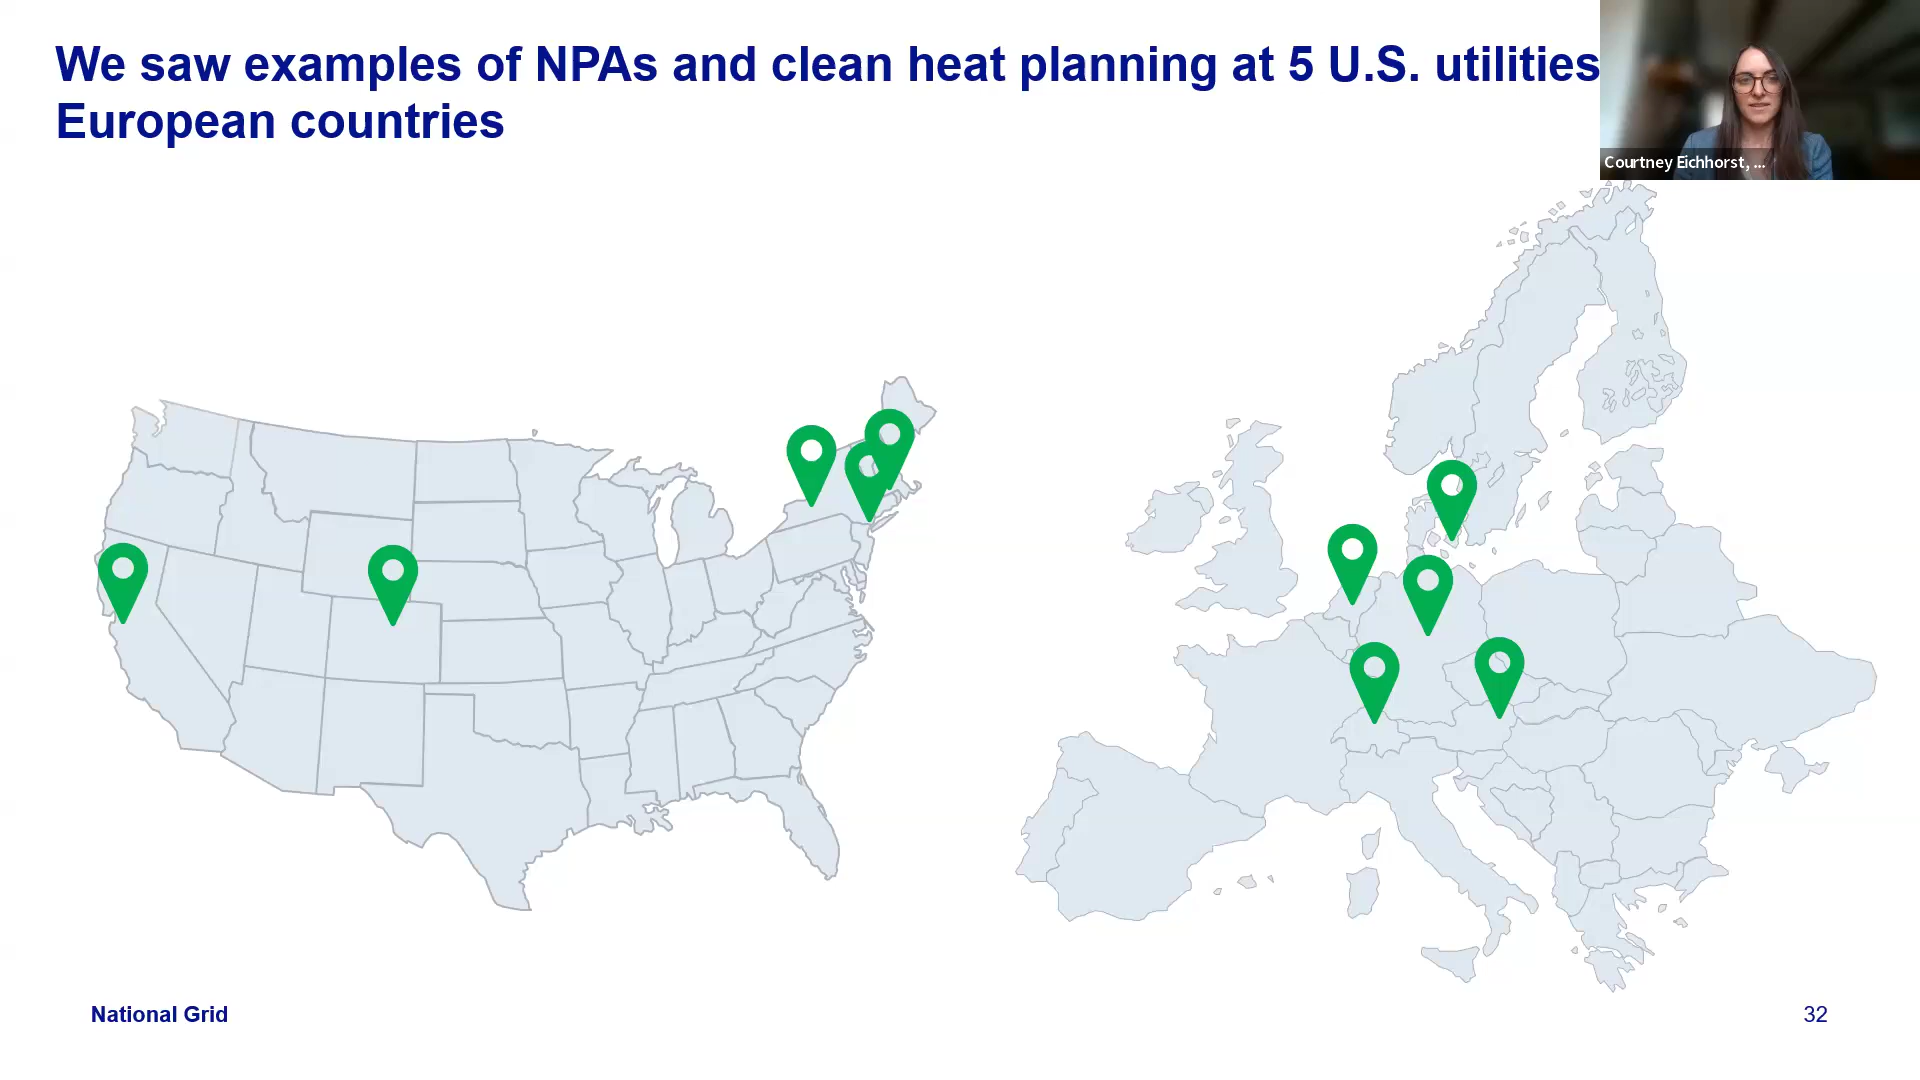 We saw examples of NPAs and clean heat planning at 5 U.S. utilities
European countries
Courtney Eichhorst, ...
National Grid
32